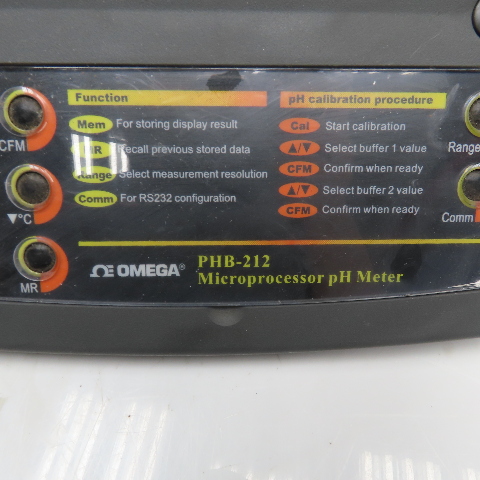 Function
Mem For storing display result
MR Recall previous stored data
Range Select measurement resolution
Comm For RS232 configuration
pH calibration procedure
Cal Start calibration
▲/▼ Select buffer 1 value
CFM Confirm when ready
▲/▼ Select buffer 2 value
CFM Confirm when ready
CFM
▼°C
MR
Range
Comm
OMEGA®
PHB-212
Microprocessor pH Meter